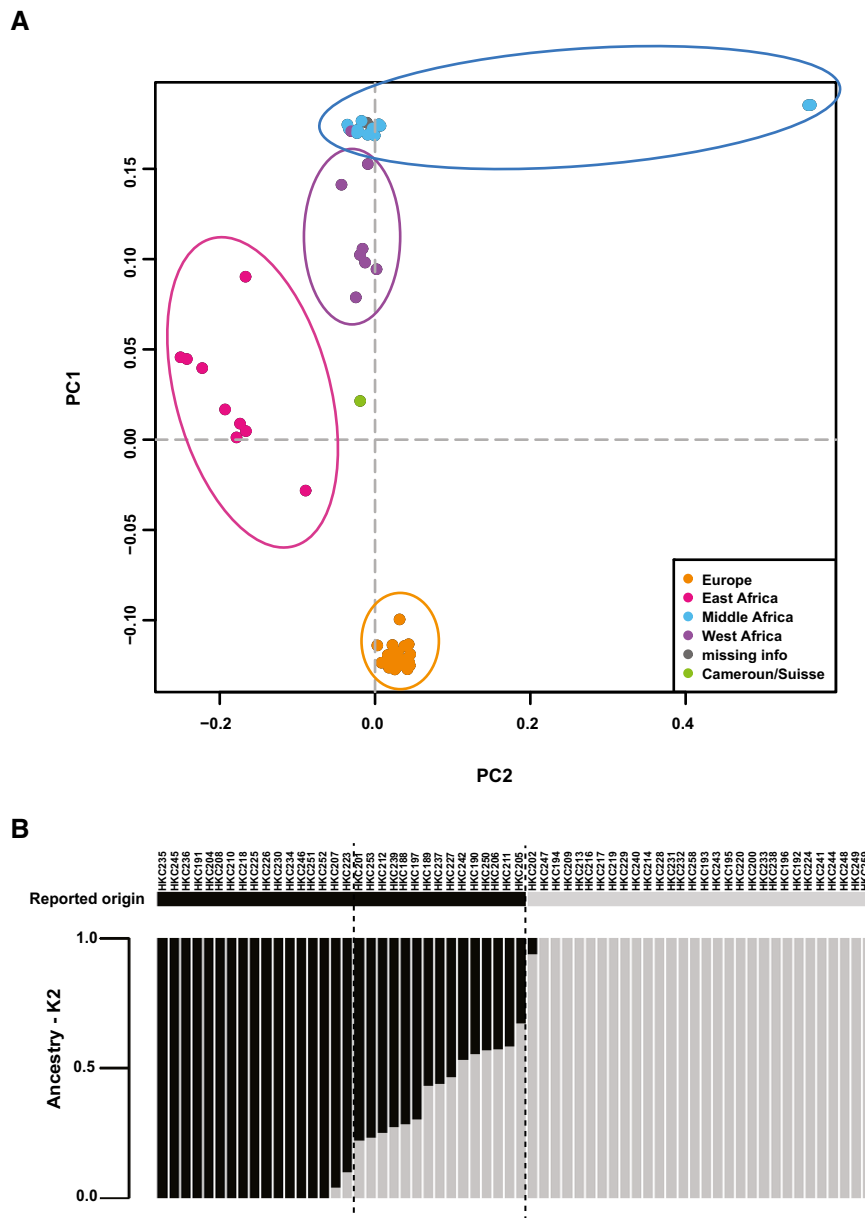 A
PC1
0.15
0.10
0.05
0.00
−0.05
−0.10
−0.2
0.0
0.2
0.4
PC2
Europe
East Africa
Middle Africa
West Africa
missing info
Cameroun/Suisse
B
HKC235
HKC245
HKC236
HKC191
HKC204
HKC208
HKC210
HKC218
HKC225
HKC226
HKC230
HKC234
HKC246
HKC251
HKC252
HKC207
HKC223
HKC201
HKC253
HKC212
HKC239
HKC188
HKC197
HKC189
HKC237
HKC227
HKC242
HKC190
HKC250
HKC206
HKC211
HKC205
HKC202
HKC247
HKC194
HKC209
HKC213
HKC216
HKC217
HKC219
HKC229
HKC240
HKC214
HKC228
HKC231
HKC232
HKC258
HKC193
HKC243
HKC195
HKC220
HKC200
HKC233
HKC238
HKC196
HKC192
HKC224
HKC241
HKC244
HKC248
HKC249
Reported origin
Ancestry - K2
1.0
0.5
0.0